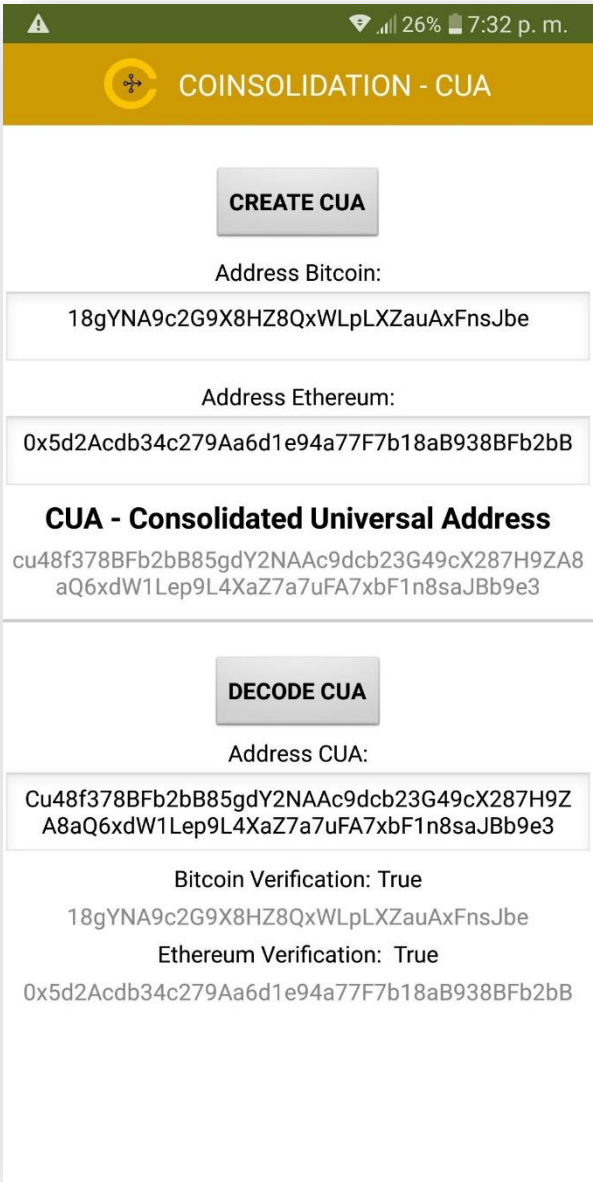 26% 7:32 p. m.
COINSOLIDATION - CUA
CREATE CUA
Address Bitcoin:
18gYNA9c2G9X8HZ8QxWLpLXZauAxFnsJbe
Address Ethereum:
0x5d2Acdb34c279Aa6d1e94a77F7b18aB938BFb2bB
CUA - Consolidated Universal Address
cu48f378BFb2bB85gdY2NAAc9dcb23G49cX287H9ZA8
aQ6xdW1Lep9L4XaZ7a7uFA7xbF1n8saJBb9e3
DECODE CUA
Address CUA:
Cu48f378BFb2bB85gdY2NAAc9dcb23G49cX287H9Z
A8aQ6xdW1Lep9L4XaZ7a7uFA7xbF1n8saJBb9e3
Bitcoin Verification: True
18gYNA9c2G9X8HZ8QxWLpLXZauAxFnsJbe
Ethereum Verification: True
0x5d2Acdb34c279Aa6d1e94a77F7b18aB938BFb2bB